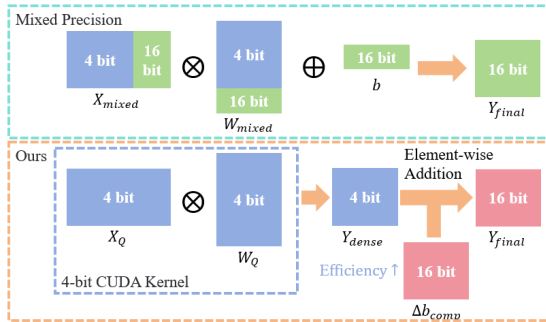 Mixed Precision
4 bit
16
bit
⊗
4 bit
16 bit
⊕
16 bit
16 bit
X_mixed
W_mixed
b
Y_final
Ours
Element-wise
Addition
4 bit
⊗
4 bit
4 bit
16 bit
X_Q
W_Q
Y_dense
Y_final
4-bit CUDA Kernel
Efficiency↑
16 bit
Δb_comp